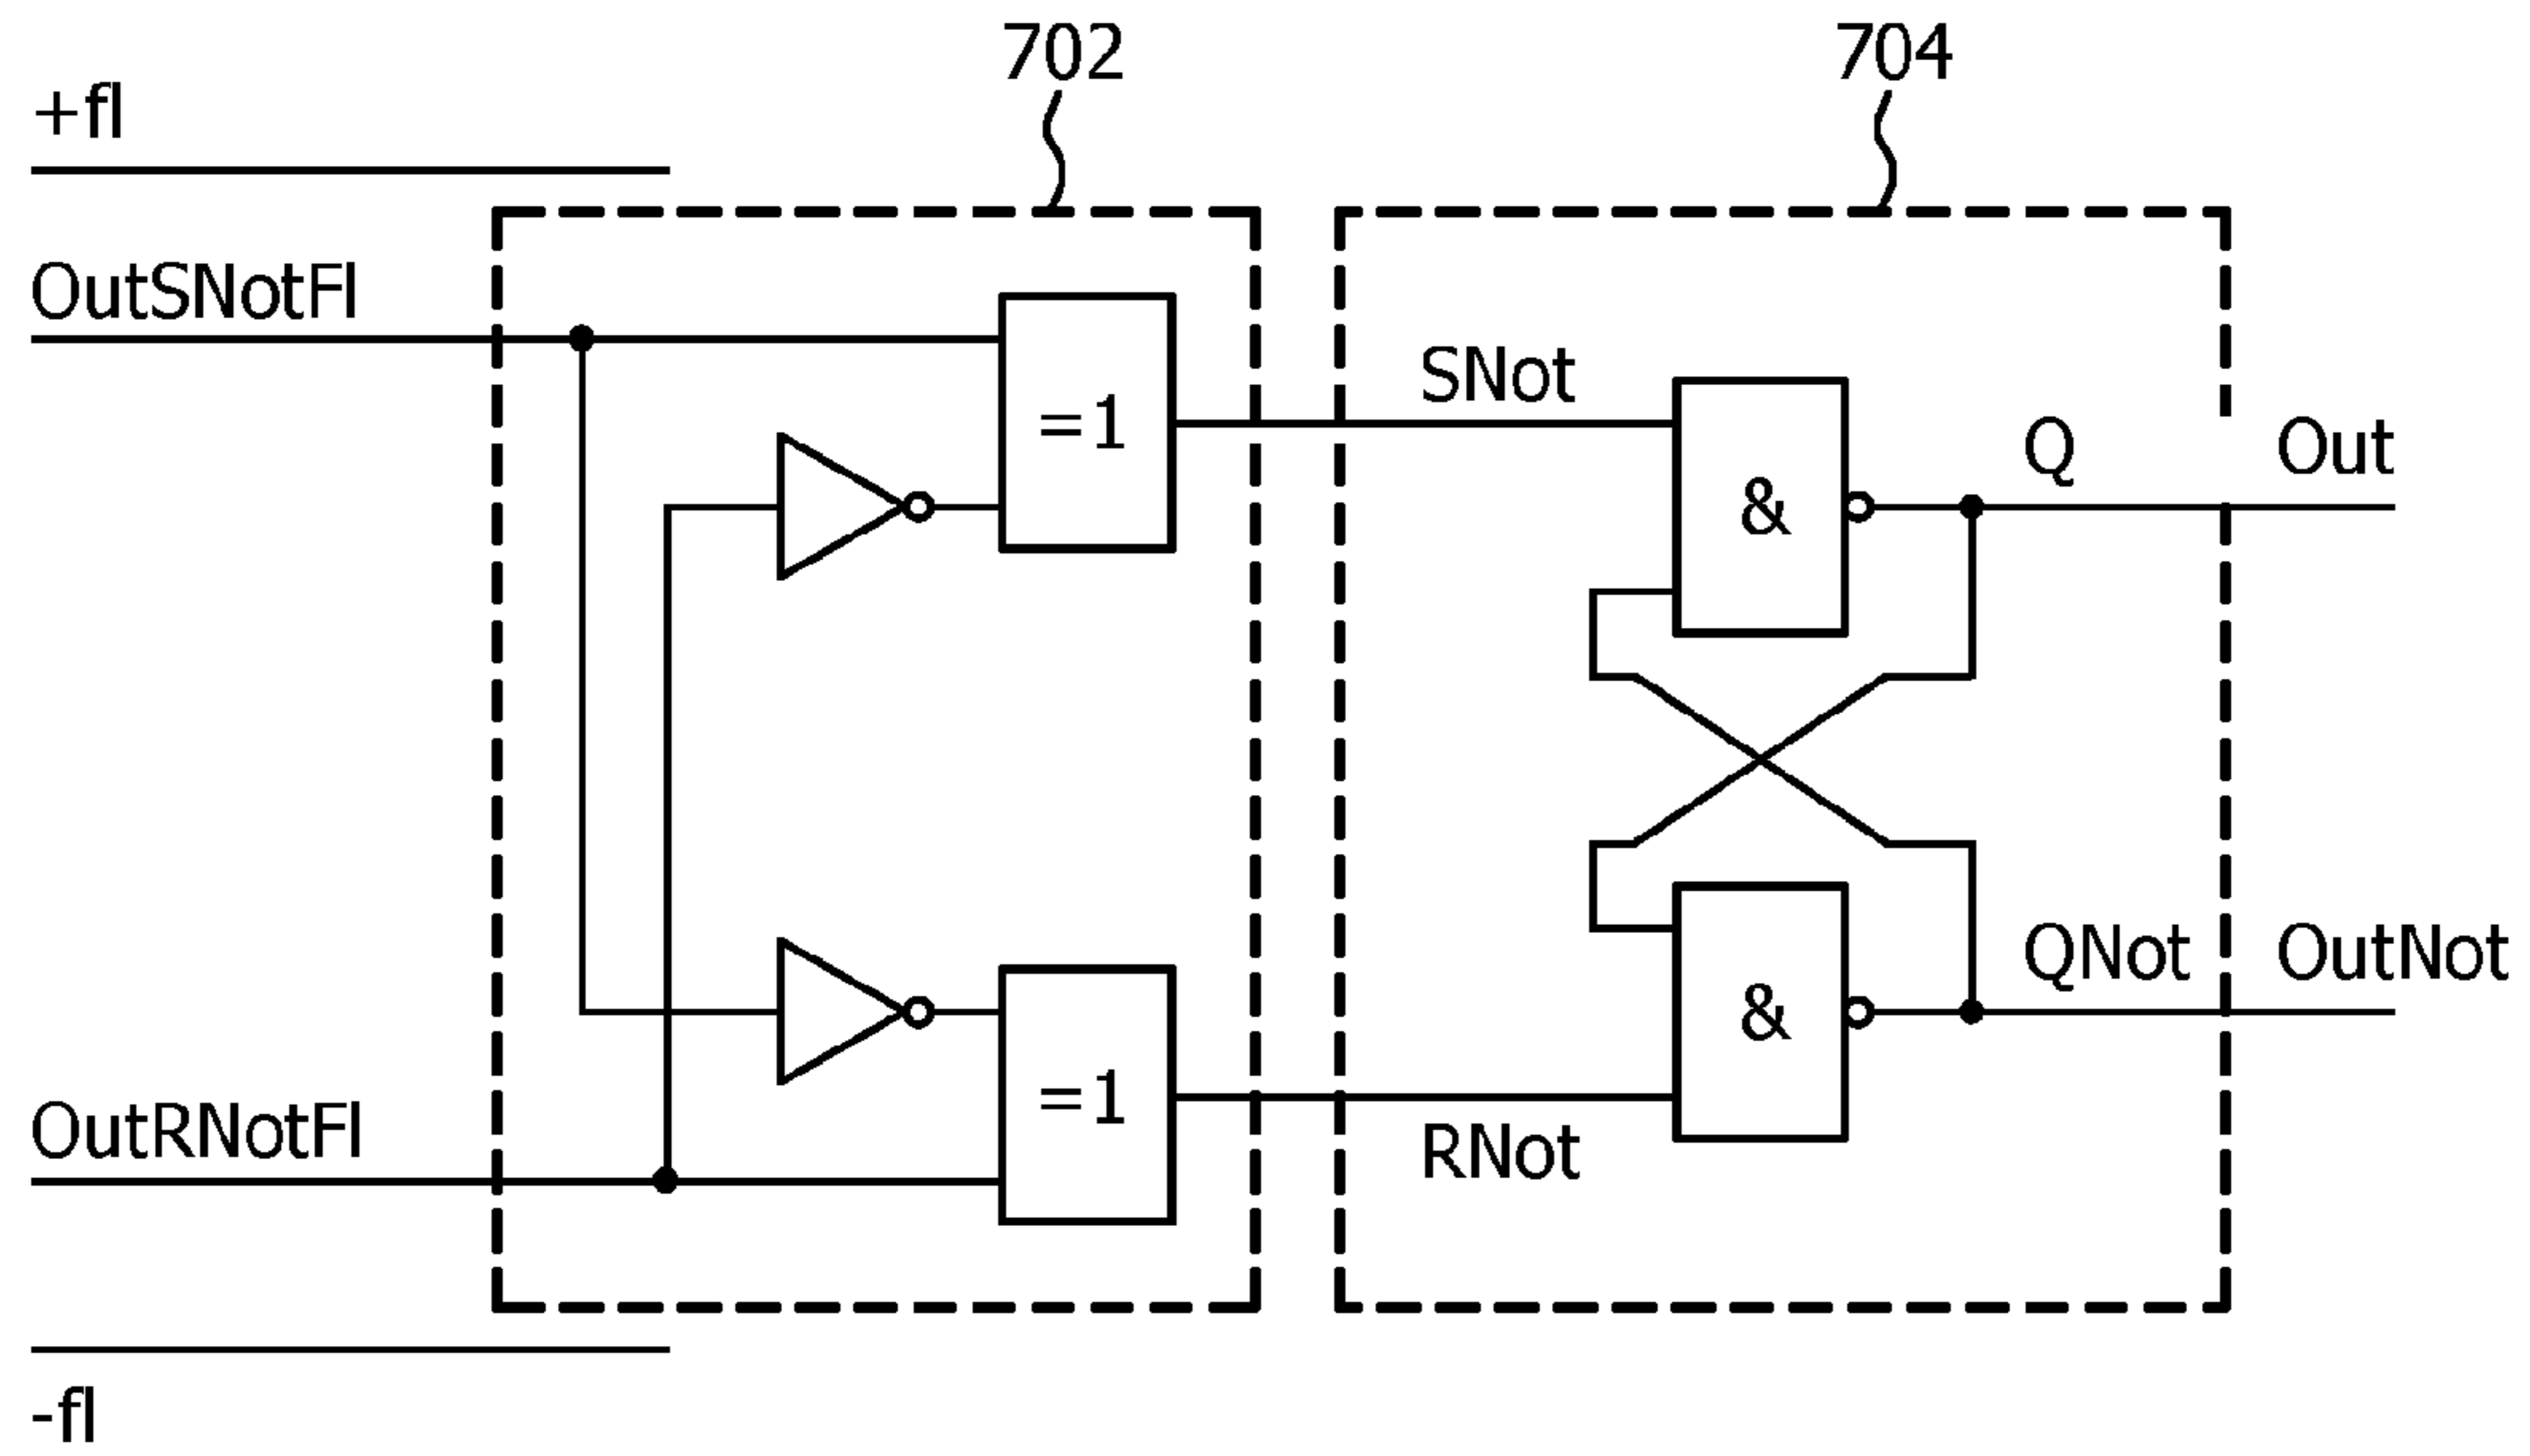 702
704
+fl
OutSNotFl
=1
SNot
&
Q
Out
OutRNotFl
=1
RNot
&
QNot
OutNot
-fl